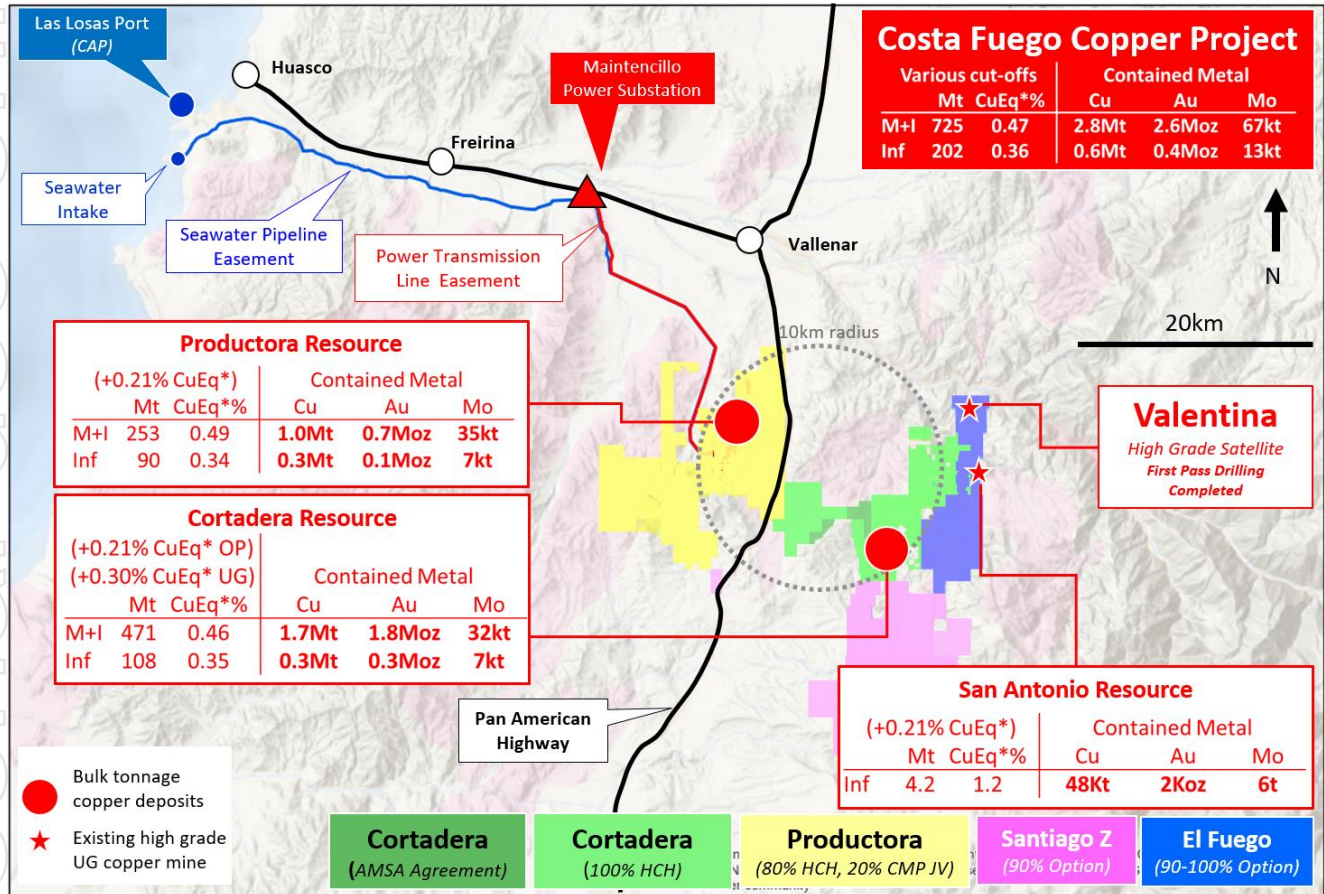 Las Losas Port
(CAP)
Huasco
Maintencillo
Power Substation
Costa Fuego Copper Project
Various cut-offs Contained Metal
Mt CuEq*% Cu Au Mo
M+I 725 0.47 2.8Mt 2.6Moz 67kt
Inf 202 0.36 0.6Mt 0.4Moz 13kt
Freirina
Seawater
Intake
Seawater Pipeline
Easement
Power Transmission
Line Easement
Vallenar
N
20km
10km radius
Productora Resource
(+0.21% CuEq*) Contained Metal
Mt CuEq*% Cu Au Mo
M+I 253 0.49 1.0Mt 0.7Moz 35kt
Inf 90 0.34 0.3Mt 0.1Moz 7kt
Valentina
High Grade Satellite
First Pass Drilling
Completed
Cortadera Resource
(+0.21% CuEq* OP)
(+0.30% CuEq* UG) Contained Metal
Mt CuEq*% Cu Au Mo
M+I 471 0.46 1.7Mt 1.8Moz 32kt
Inf 108 0.35 0.3Mt 0.3Moz 7kt
San Antonio Resource
(+0.21% CuEq*) Contained Metal
Mt CuEq*% Cu Au Mo
Inf 4.2 1.2 48Kt 2Koz 6t
Pan American
Highway
Bulk tonnage
copper deposits
Existing high grade
UG copper mine
Cortadera
(AMSA Agreement)
Cortadera
(100% HCH)
Productora
(80% HCH, 20% CMP JV)
Santiago Z
(90% Option)
El Fuego
(90-100% Option)